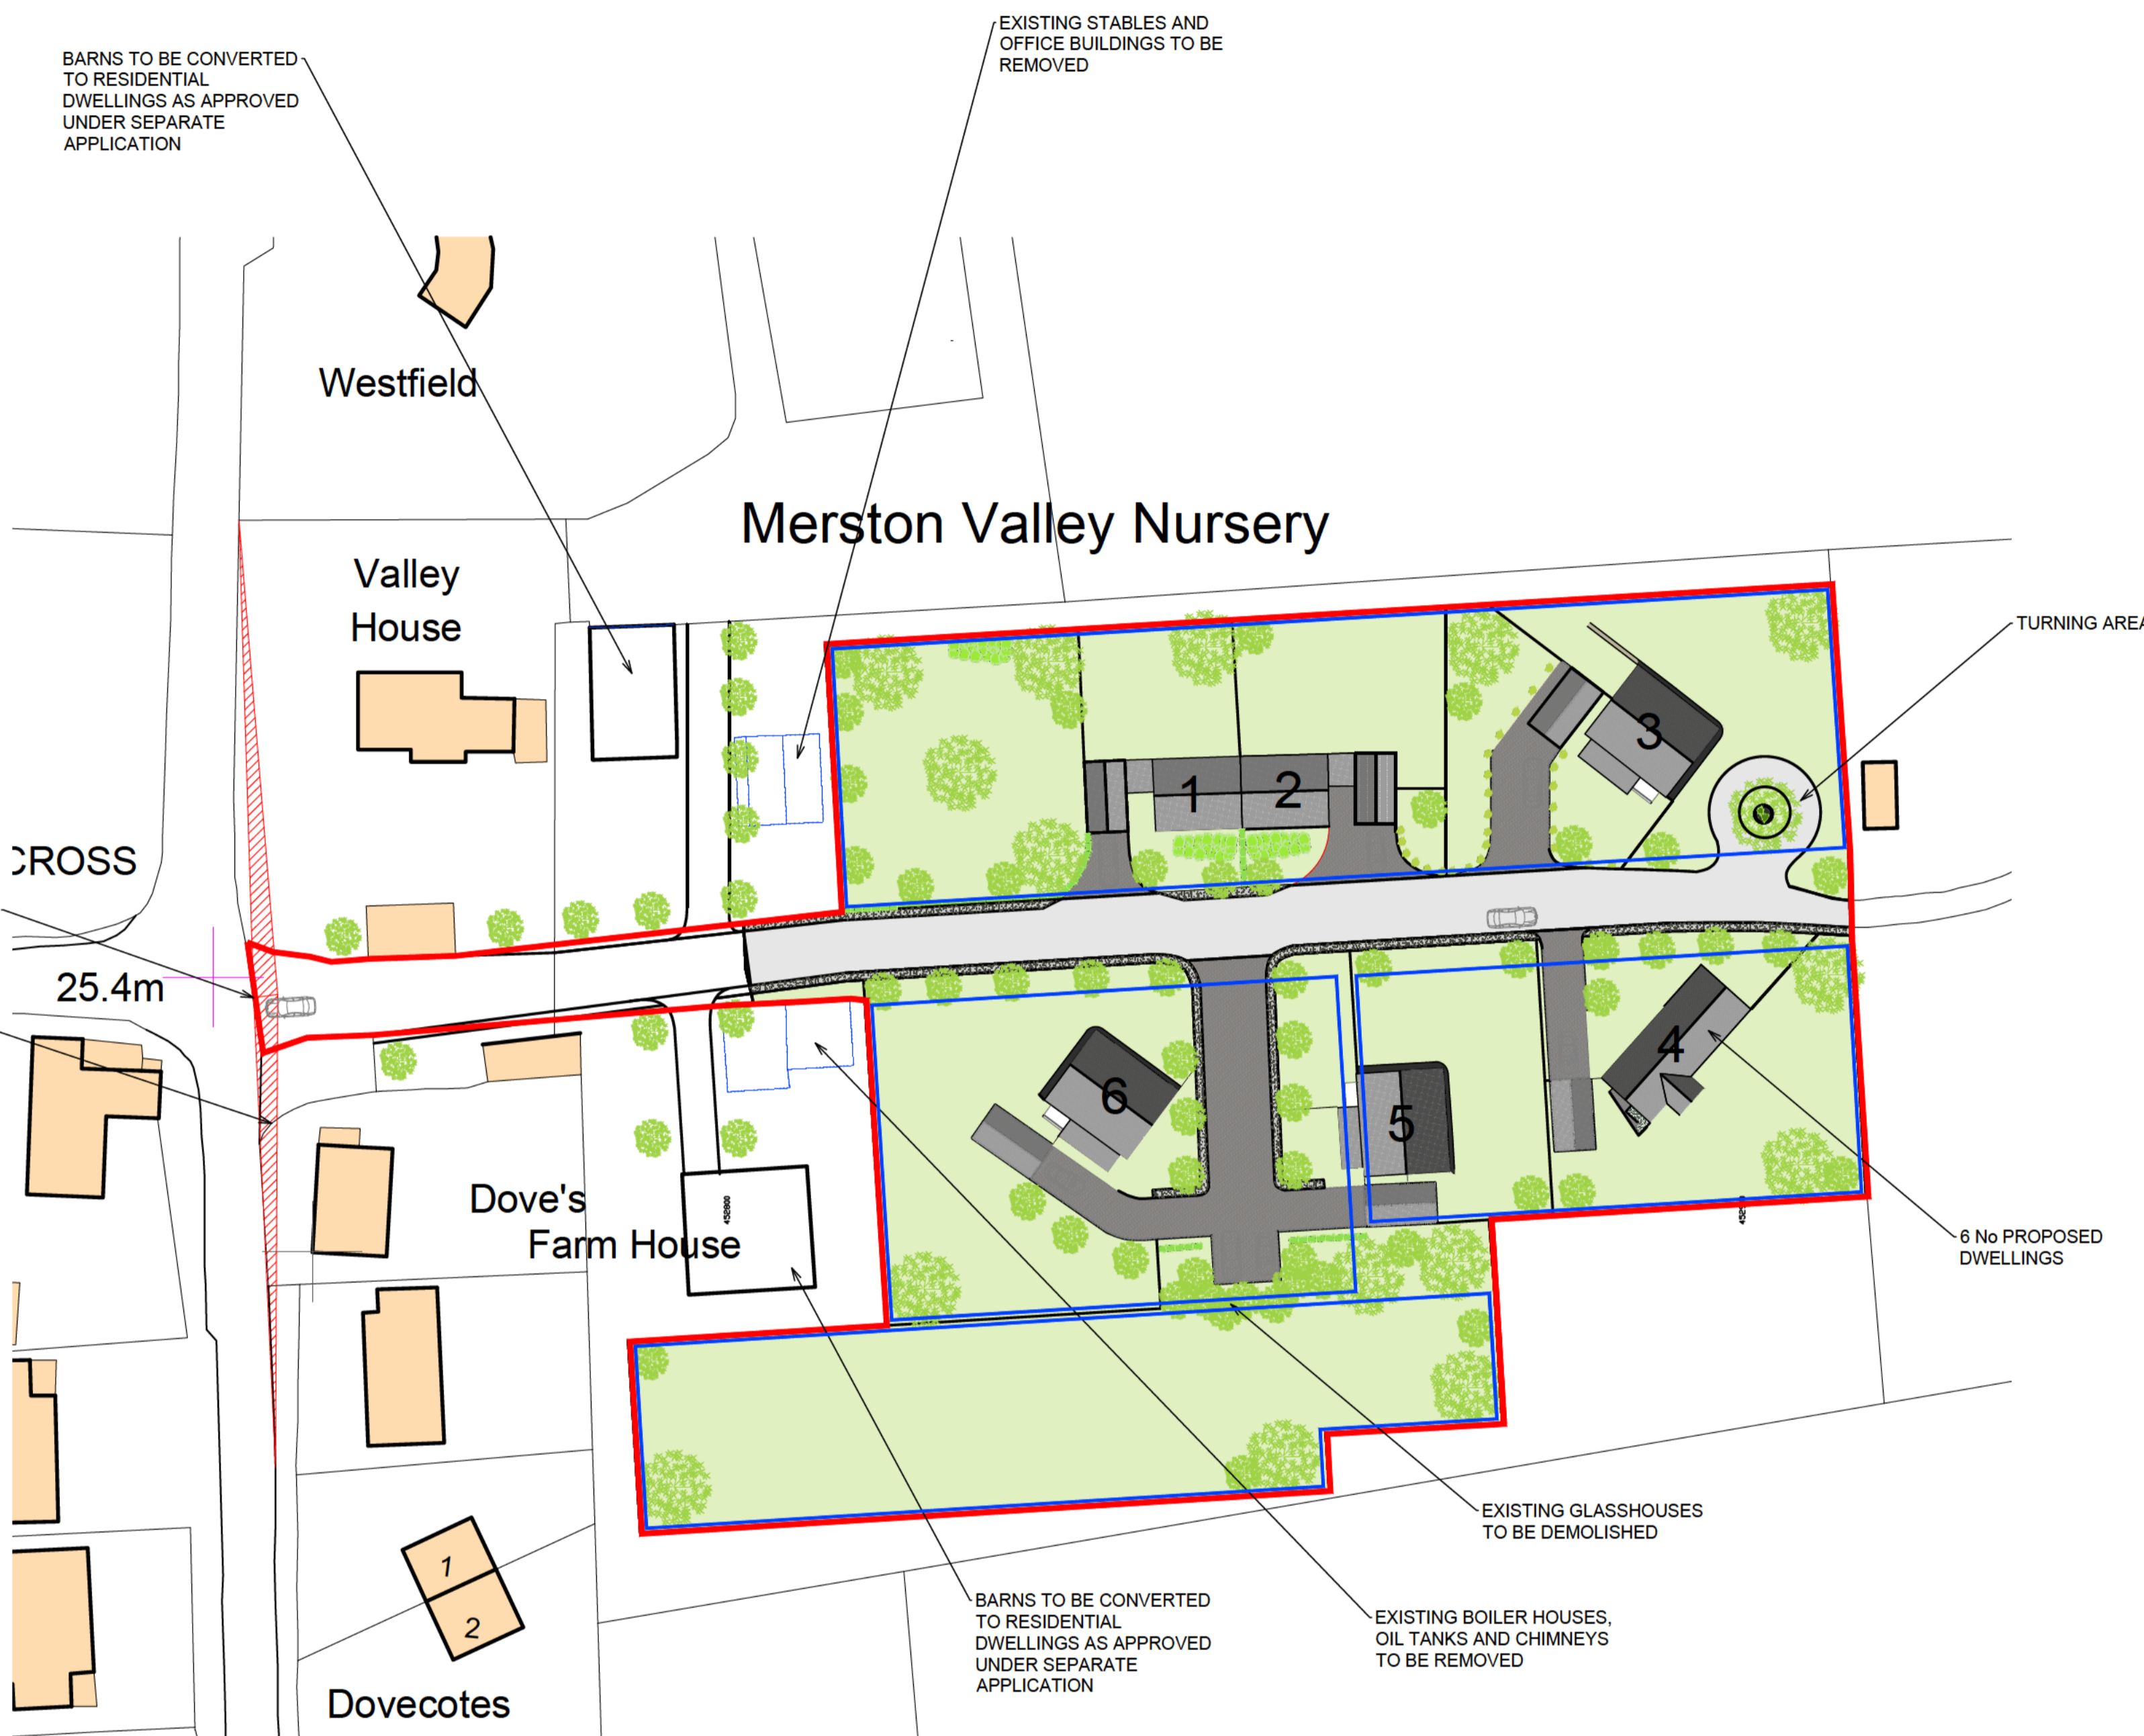 EXISTING STABLES AND
OFFICE BUILDINGS TO BE
REMOVED
BARNS TO BE CONVERTED
TO RESIDENTIAL
DWELLINGS AS APPROVED
UNDER SEPARATE
APPLICATION
Westfield
Merston Valley Nursery
Valley
House
TURNING AREA
3
1
2
CROSS
25.4m
4
6
5
Dove's
Farm House
452800
6 No PROPOSED
DWELLINGS
EXISTING GLASSHOUSES
TO BE DEMOLISHED
1
2
BARNS TO BE CONVERTED
TO RESIDENTIAL
DWELLINGS AS APPROVED
UNDER SEPARATE
APPLICATION
EXISTING BOILER HOUSES,
OIL TANKS AND CHIMNEYS
TO BE REMOVED
Dovecotes